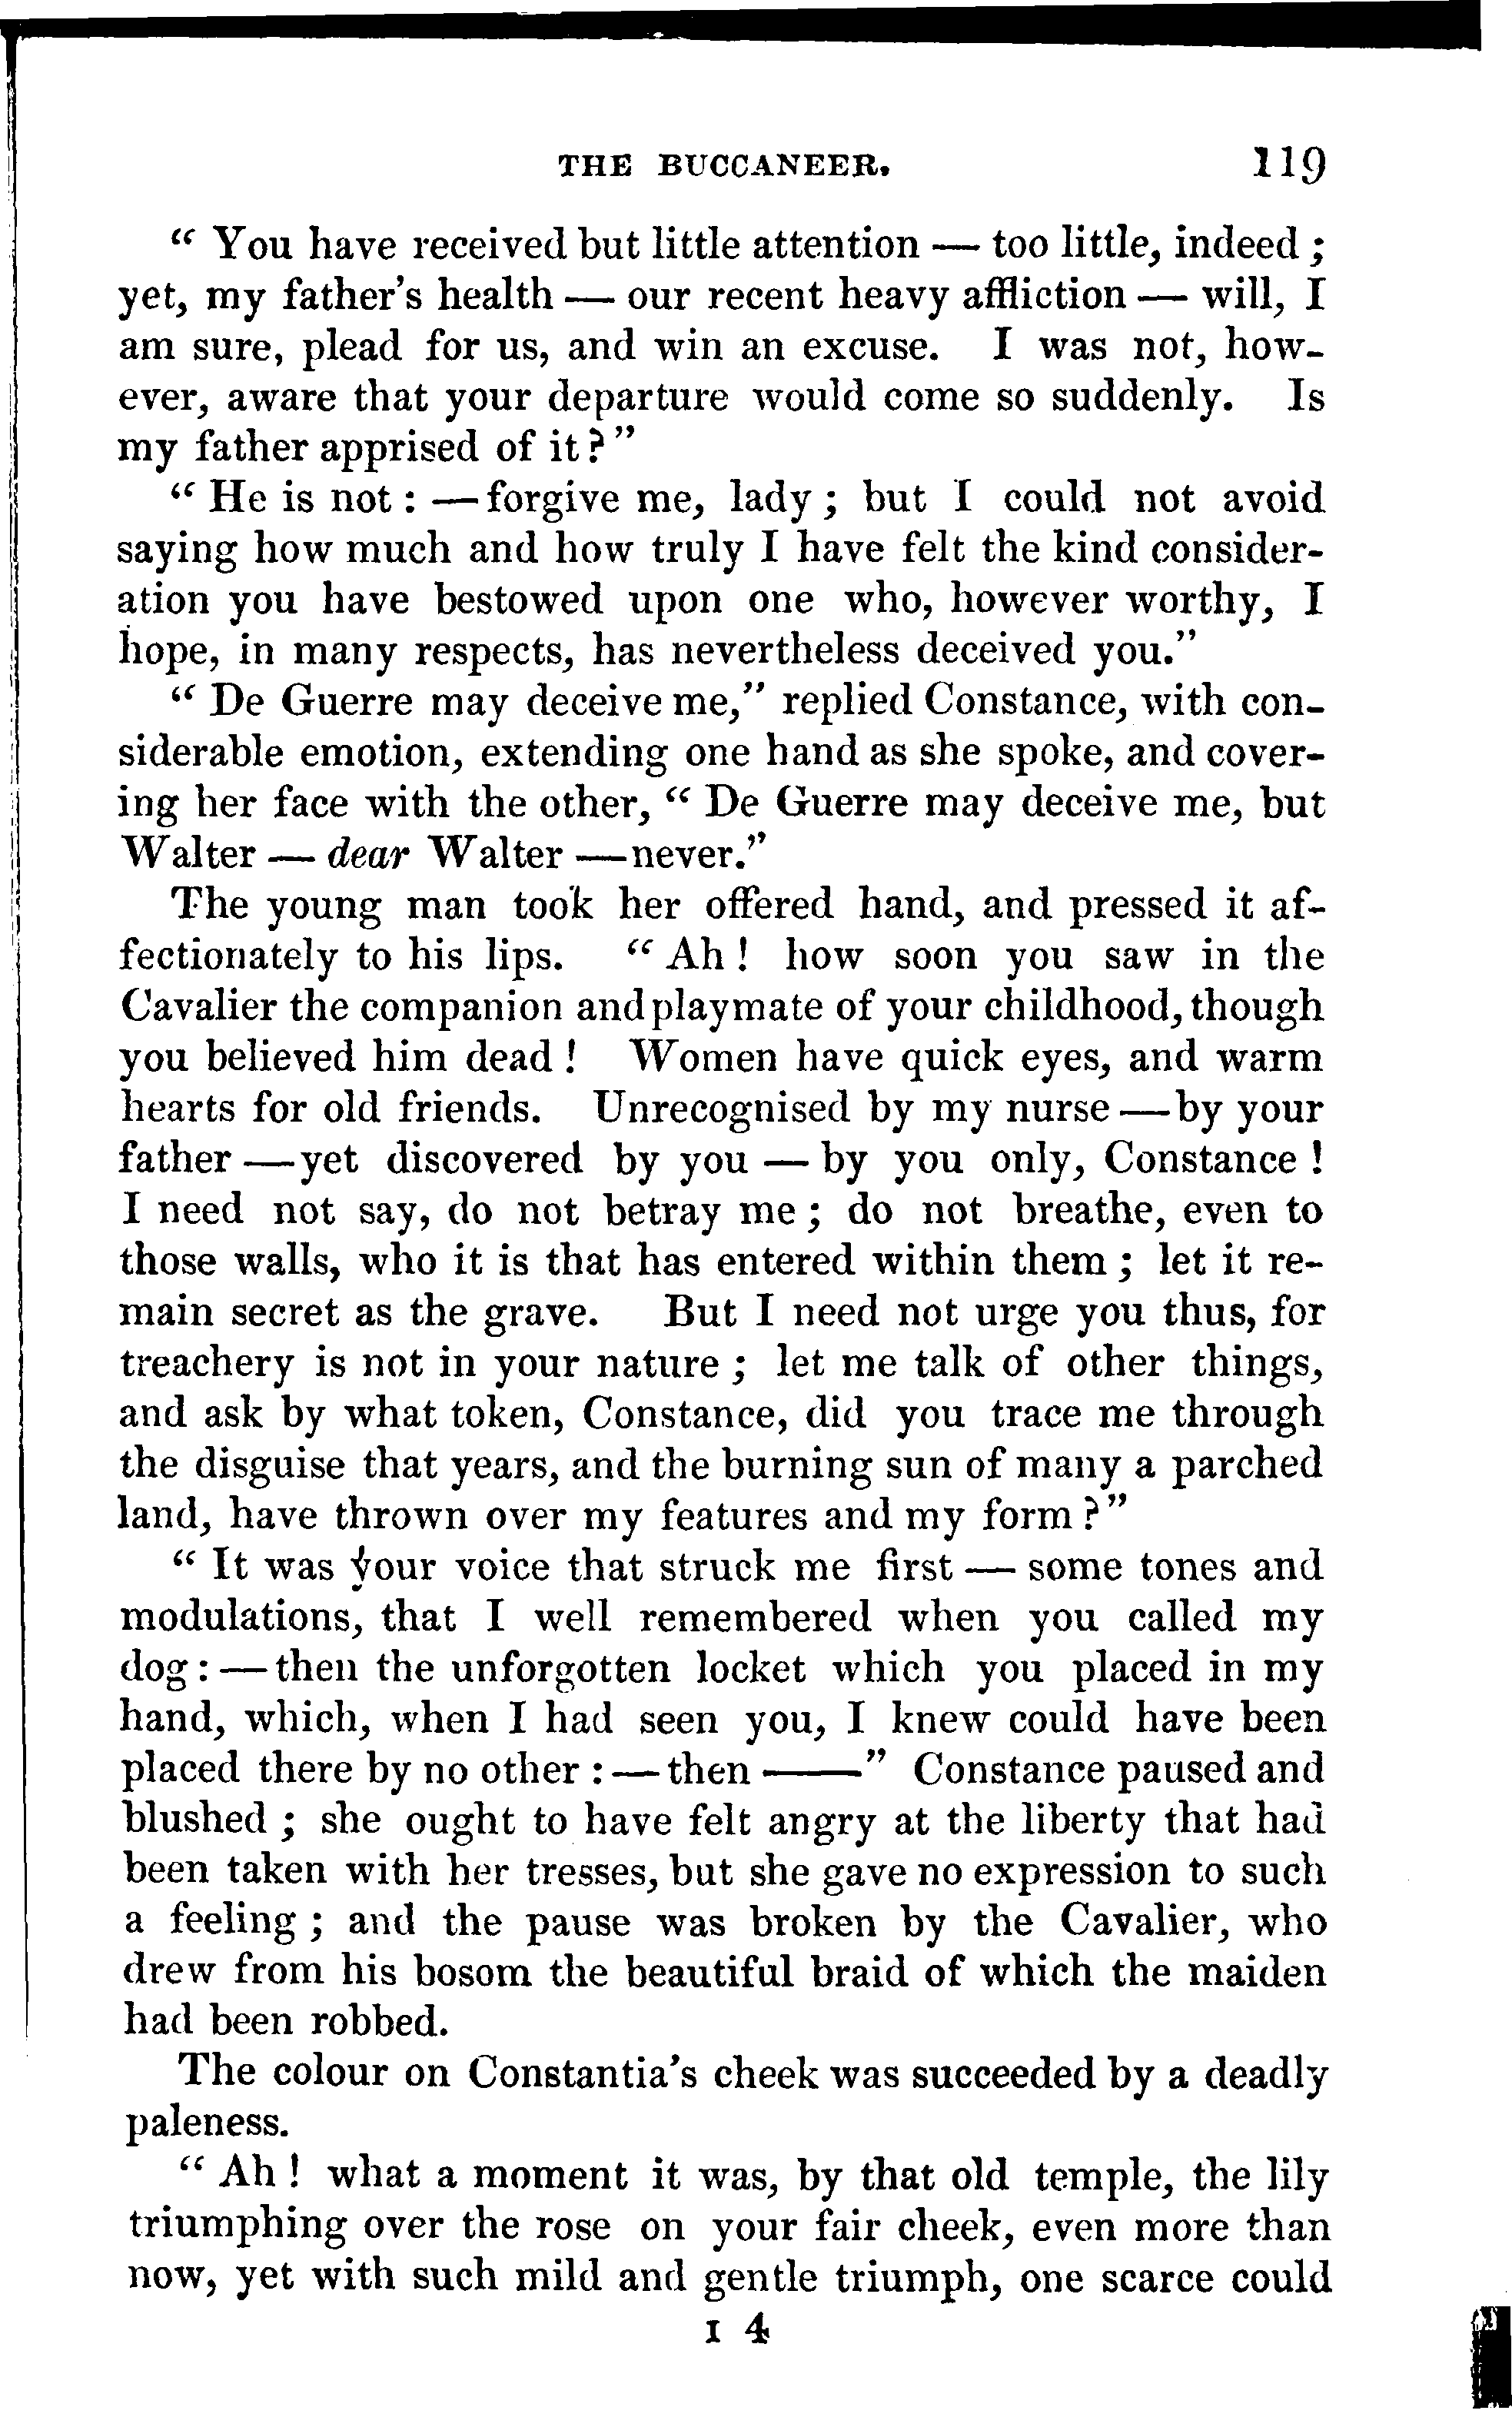 THE BUCCANEER. 119
“ You have received but little attention — too little, indeed ;
yet, my father's health — our recent heavy affliction — will, I
am sure, plead for us, and win an excuse. I was not, how-
ever, aware that your departure would come so suddenly. Is
my father apprised of it ? ”
“ He is not : — forgive me, lady ; but I could not avoid
saying how much and how truly I have felt the kind consider-
ation you have bestowed upon one who, however worthy, I
hope, in many respects, has nevertheless deceived you.”
“ De Guerre may deceive me,” replied Constance, with con-
siderable emotion, extending one hand as she spoke, and cover-
ing her face with the other, “ De Guerre may deceive me, but
Walter — dear Walter — never.”
The young man took her offered hand, and pressed it af-
fectionately to his lips. “ Ah ! how soon you saw in the
Cavalier the companion and playmate of your childhood, though
you believed him dead ! Women have quick eyes, and warm
hearts for old friends. Unrecognised by my nurse — by your
father — yet discovered by you — by you only, Constance !
I need not say, do not betray me ; do not breathe, even to
those walls, who it is that has entered within them ; let it re-
main secret as the grave. But I need not urge you thus, for
treachery is not in your nature ; let me talk of other things,
and ask by what token, Constance, did you trace me through
the disguise that years, and the burning sun of many a parched
land, have thrown over my features and my form ? ”
“ It was your voice that struck me first — some tones and
modulations, that I well remembered when you called my
dog : — then the unforgotten locket which you placed in my
hand, which, when I had seen you, I knew could have been
placed there by no other : — then ——” Constance paused and
blushed ; she ought to have felt angry at the liberty that had
been taken with her tresses, but she gave no expression to such
a feeling ; and the pause was broken by the Cavalier, who
drew from his bosom the beautiful braid of which the maiden
had been robbed.
The colour on Constantia's cheek was succeeded by a deadly
paleness.
“ Ah ! what a moment it was, by that old temple, the lily
triumphing over the rose on your fair cheek, even more than
now, yet with such mild and gentle triumph, one scarce could
I 4